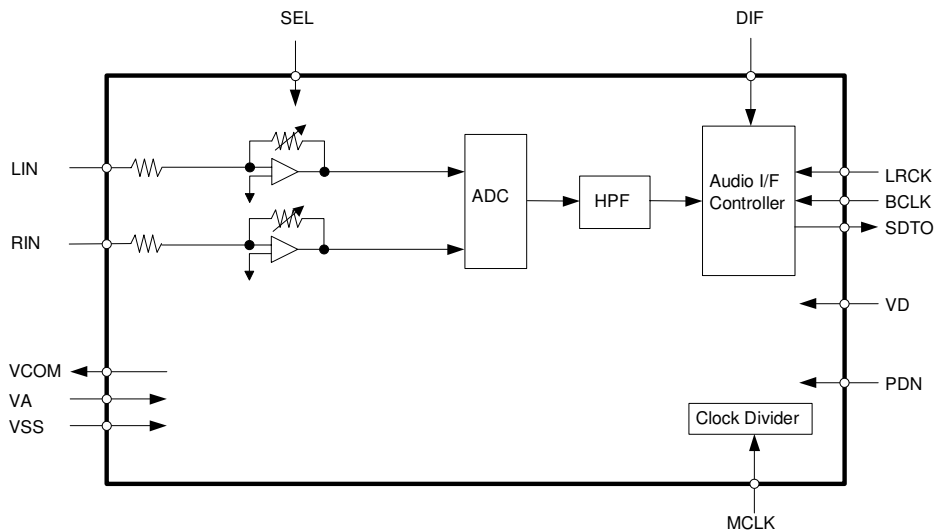 SEL
DIF
LIN
ADC
HPF
Audio I/F
Controller
LRCK
BCLK
SDTO
RIN
VD
VCOM
VA
VSS
PDN
Clock Divider
MCLK